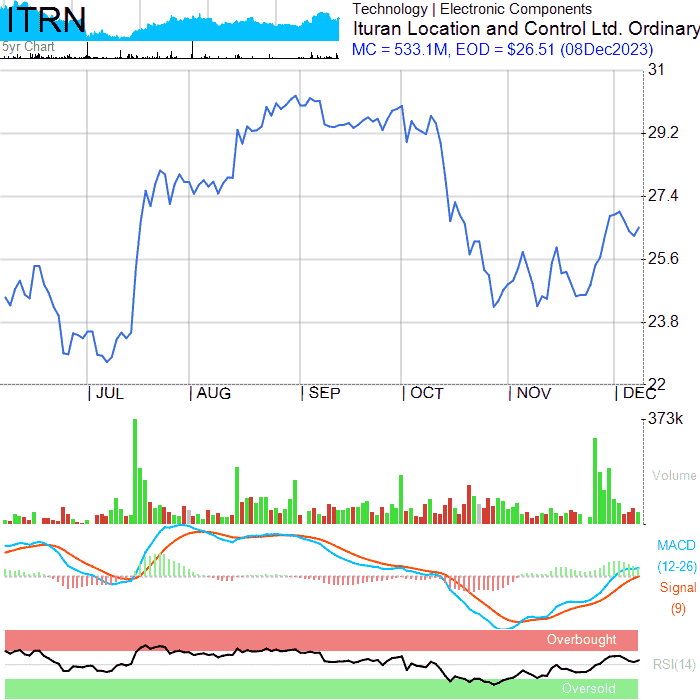 ITRN
5yr Chart
Technology | Electronic Components
Ituran Location and Control Ltd. Ordinary
MC = 533.1M, EOD = $26.51 (08Dec2023)
31
29.2
27.4
25.6
23.8
22
JUL AUG SEP OCT NOV DEC
373k
Volume
MACD
(12-26)
Signal
(9)
Overbought
RSI(14)
Oversold